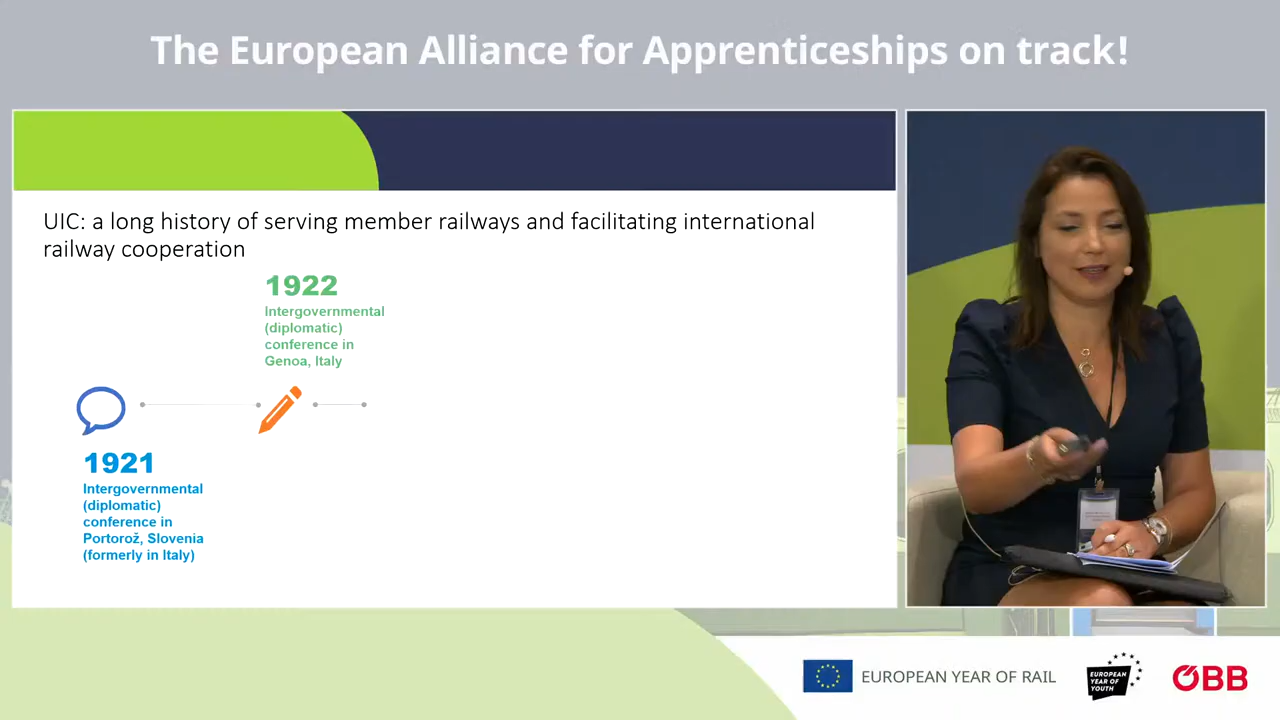 The European Alliance for Apprenticeships on track!
UIC: a long history of serving member railways and facilitating international
railway cooperation
1922
Intergovernmental
(diplomatic)
conference in
Genoa, Italy
1921
Intergovernmental
(diplomatic)
conference in
Portorož, Slovenia
(formerly in Italy)
EUROPEAN YEAR OF RAIL
EUROPEAN
YEAR OF
YOUTH
ÖBB